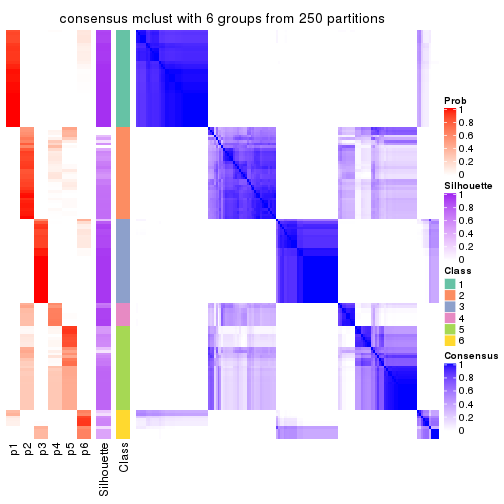 consensus mclust with 6 groups from 250 partitions
Prob
1
0.8
0.6
0.4
0.2
0
Silhouette
1
0.8
0.6
0.4
0.2
0
Class
1
2
3
4
5
6
Consensus
1
0.8
0.6
0.4
0.2
0
p1
p2
p3
p4
p5
p6
Silhouette
Class